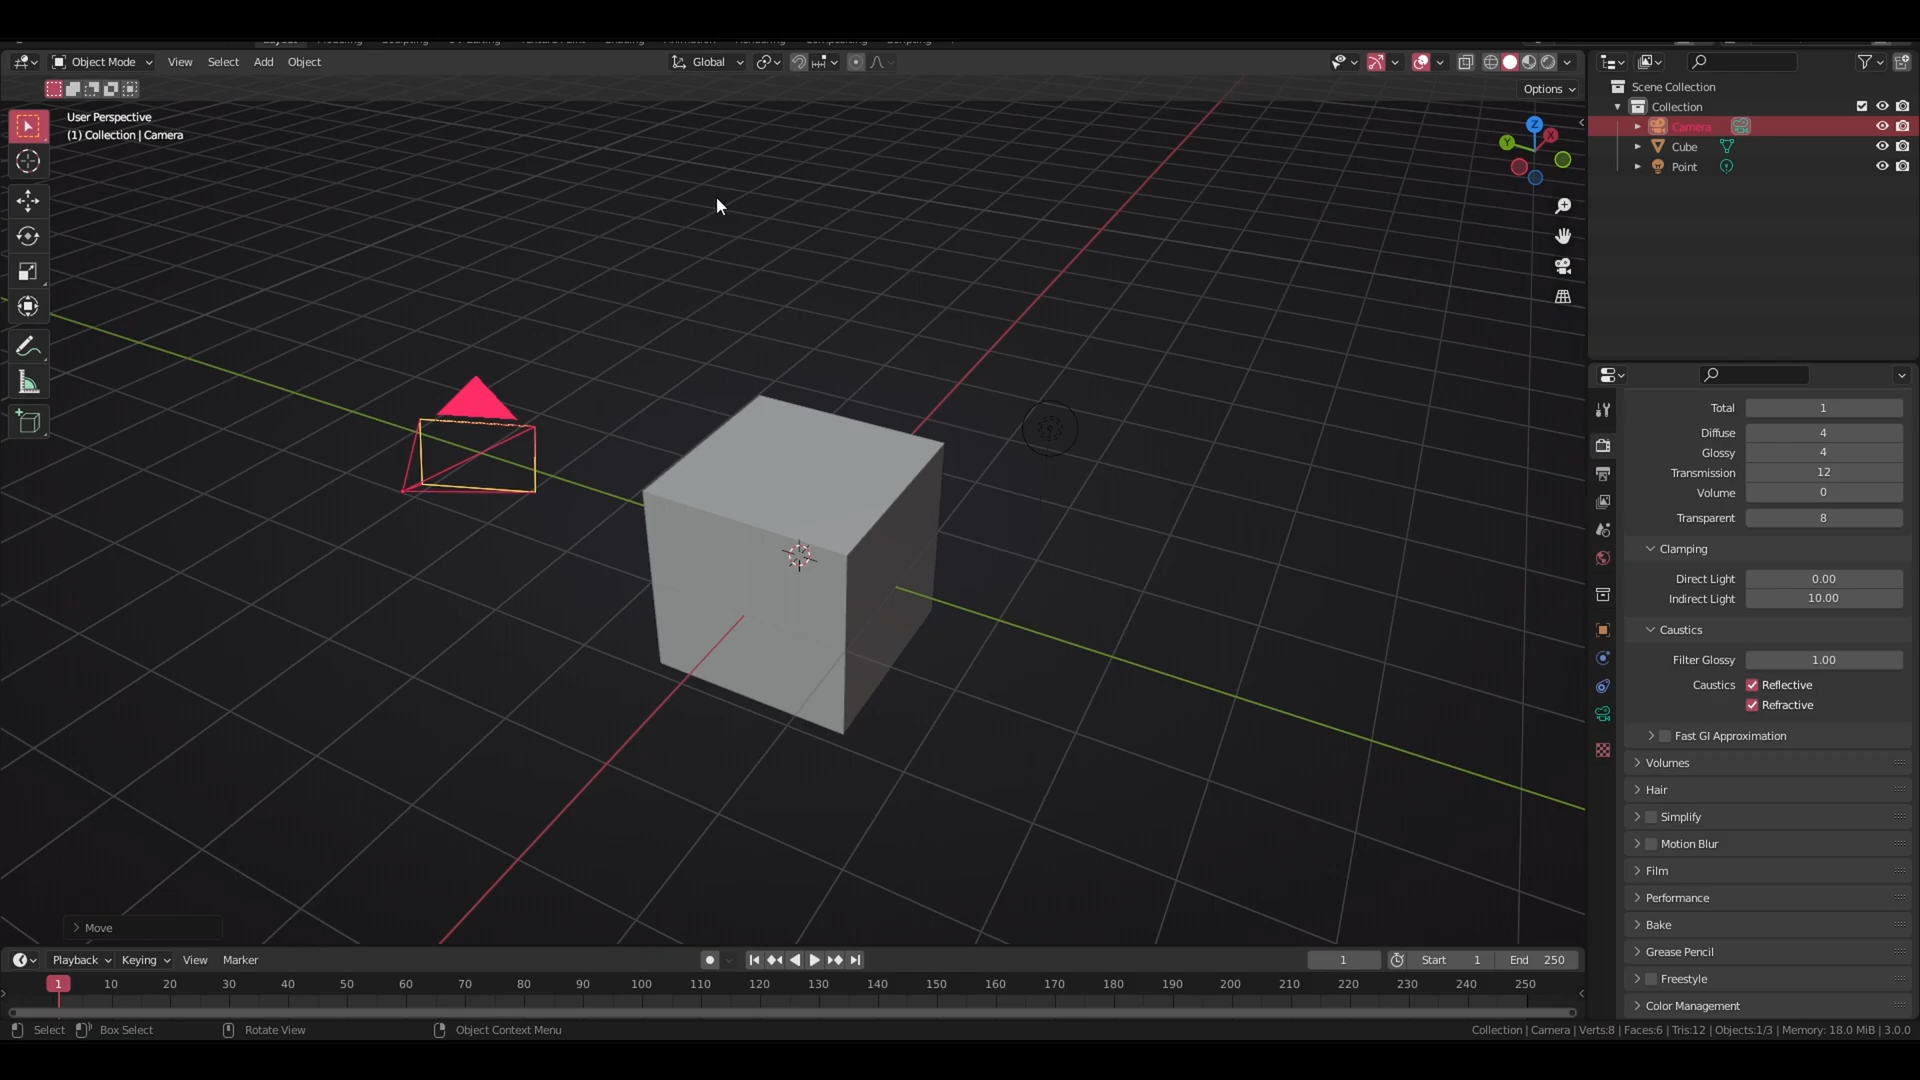 Object Mode View Select Add Object Global
Options
User Perspective
(1) Collection | Camera
Z
X
Y
Scene Collection
Collection
Camera
Cube
Point
Total 1
Diffuse 4
Glossy 4
Transmission 12
Volume 0
Transparent 8
Clamping
Direct Light 0.00
Indirect Light 10.00
Caustics
Filter Glossy 1.00
Caustics Reflective
Refractive
Fast GI Approximation
Volumes
Hair
Simplify
Motion Blur
Film
Performance
Bake
Grease Pencil
Freestyle
Color Management
Move
Playback Keying View Marker 1 Start 1 End 250
1 10 20 30 40 50 60 70 80 90 100 110 120 130 140 150 160 170 180 190 200 210 220 230 240 250
Select Box Select Rotate View Object Context Menu Collection | Camera | Verts:8 | Faces:6 | Tris:12 | Objects:1/3 | Memory: 18.0 MiB | 3.0.0